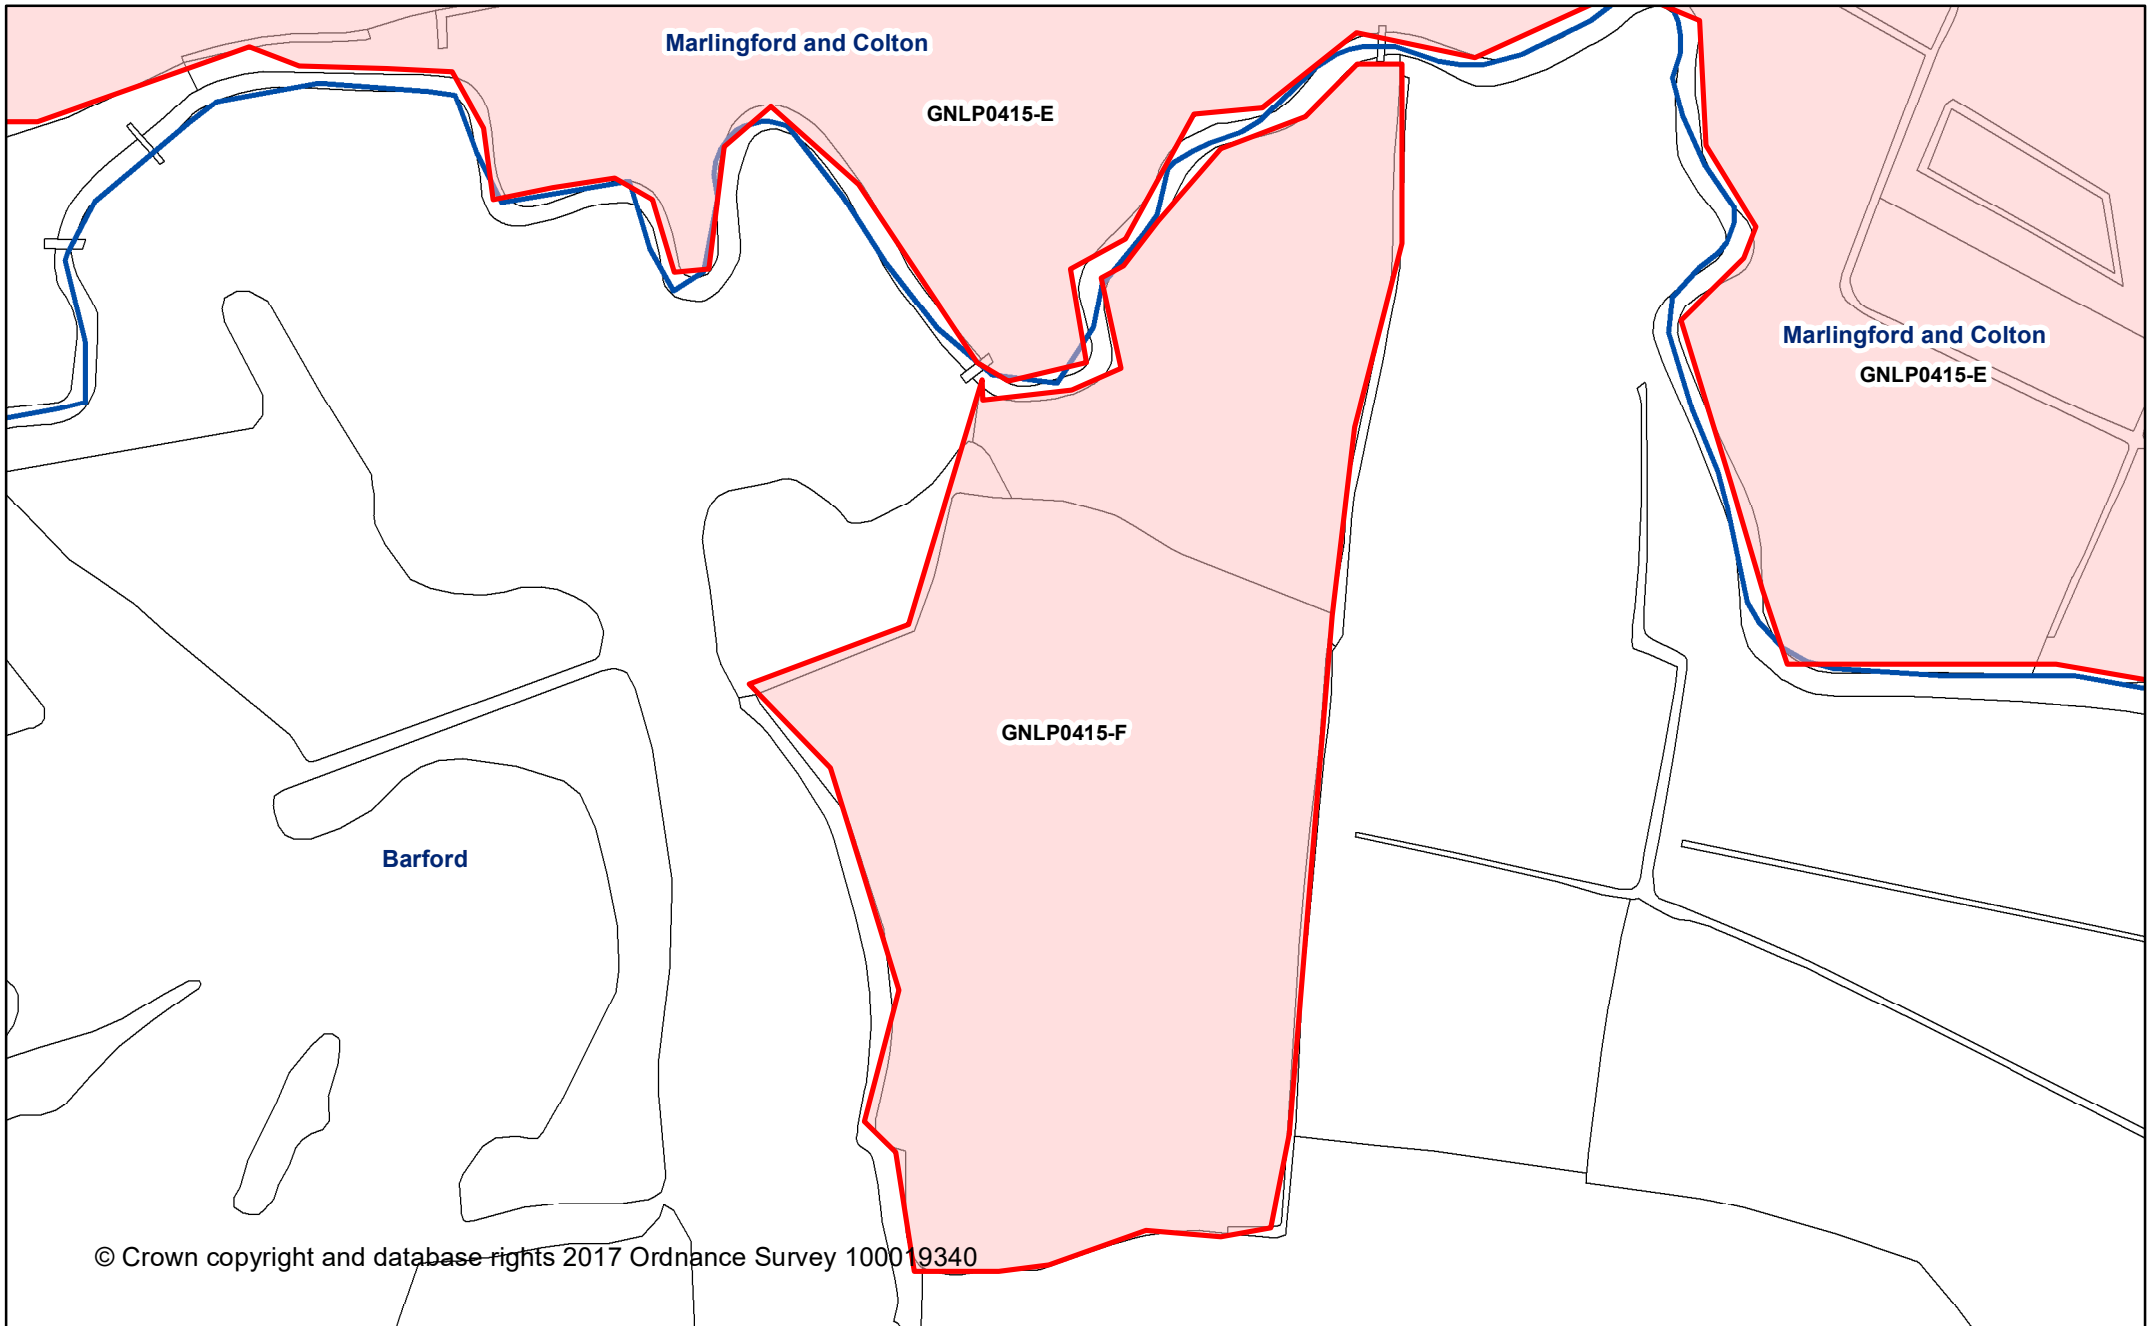 Marlingford and Colton
GNLP0415-E
Marlingford and Colton
GNLP0415-E
GNLP0415-F
Barford
© Crown copyright and database rights 2017 Ordnance Survey 100019340